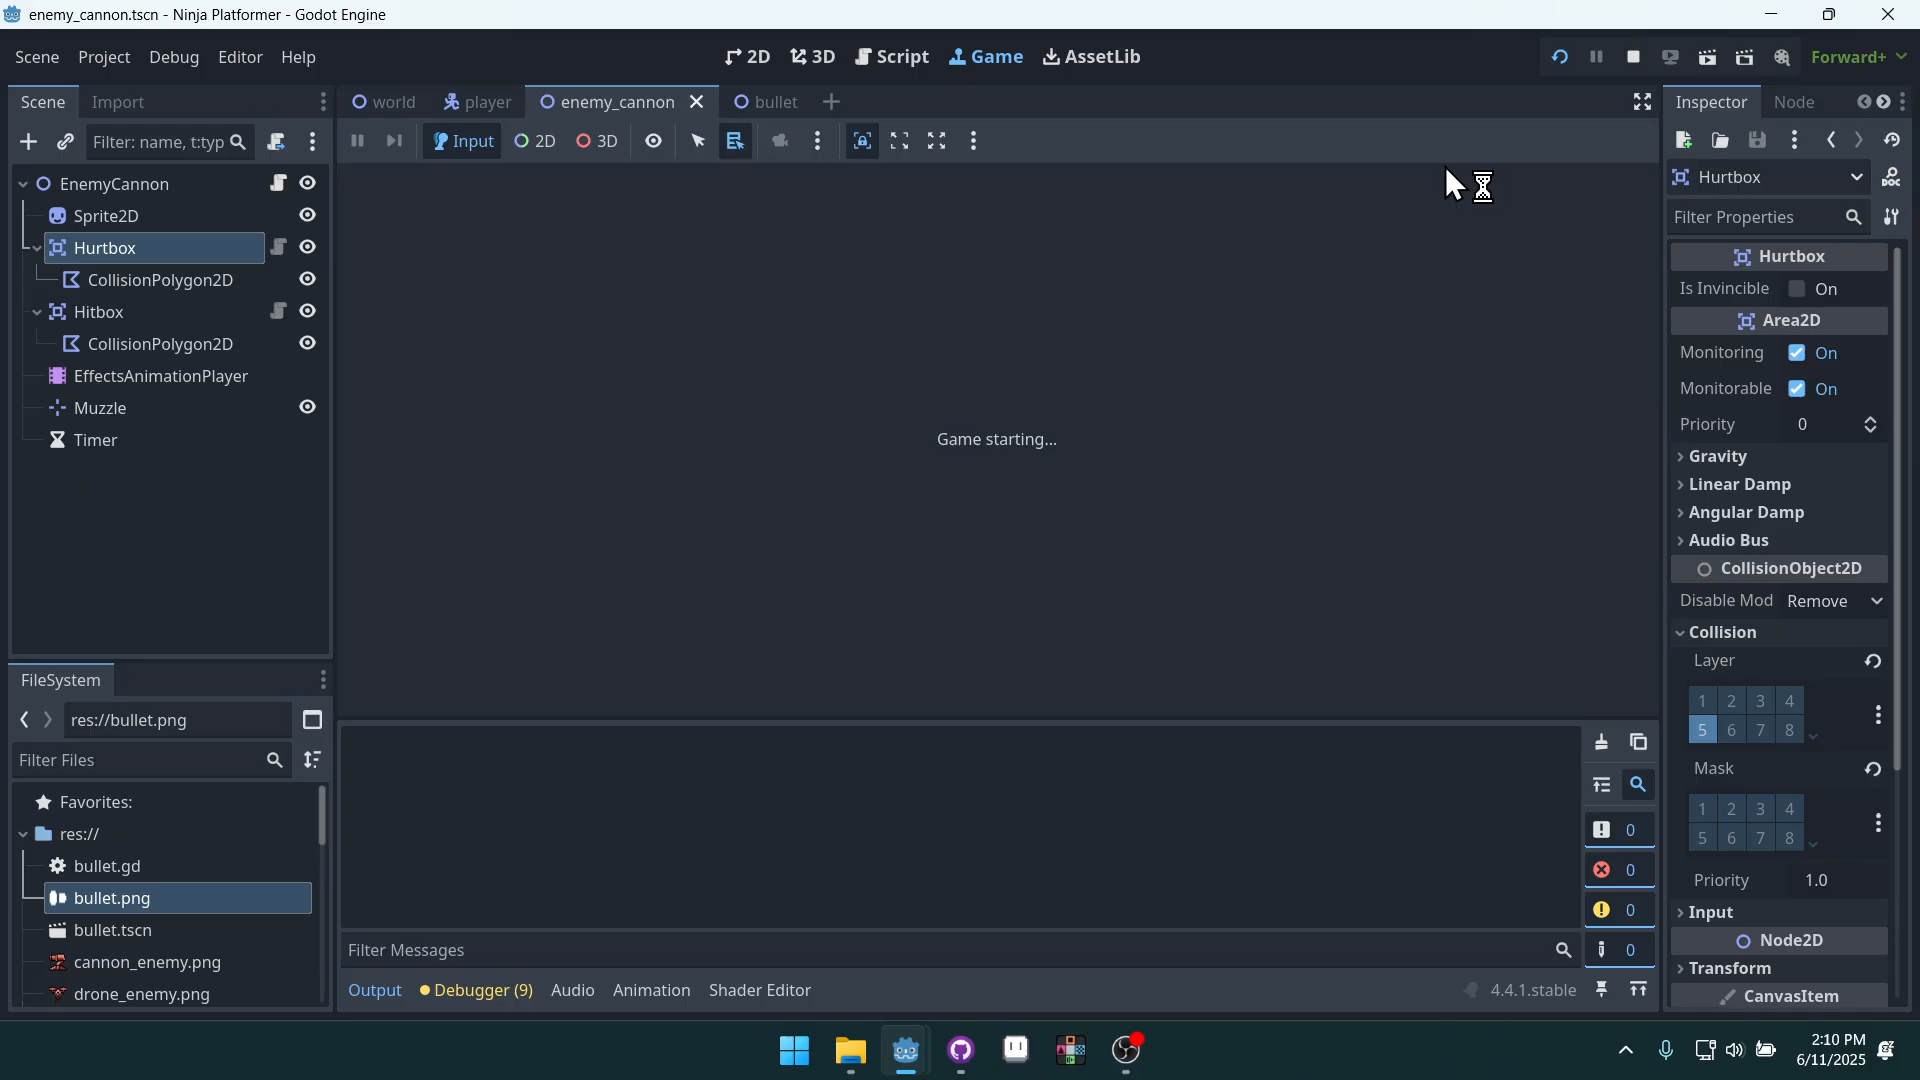 enemy_cannon.tscn - Ninja Platformer - Godot Engine
Scene Project Debug Editor Help
2D 3D Script Game AssetLib
Forward+
Scene Import
world player enemy_cannon bullet
Inspector Node
Filter: name, t:typ
Input 2D 3D
EnemyCannon
Sprite2D
Hurtbox
CollisionPolygon2D
Hitbox
CollisionPolygon2D
EffectsAnimationPlayer
Muzzle
Timer
Game starting...
Hurtbox
DOC
Filter Properties
Hurtbox
Is Invincible On
Area2D
Monitoring On
Monitorable On
Priority 0
Gravity
Linear Damp
Angular Damp
Audio Bus
CollisionObject2D
Disable Mod Remove
Collision
Layer
1 2 3 4
5 6 7 8
Mask
1 2 3 4
5 6 7 8
Priority 1.0
Input
Node2D
Transform
CanvasItem
FileSystem
res://bullet.png
Filter Files
Favorites:
res://
bullet.gd
bullet.png
bullet.tscn
cannon_enemy.png
drone_enemy.png
0
0
0
0
Filter Messages
Output Debugger (9) Audio Animation Shader Editor
4.4.1.stable
2:10 PM
6/11/2025